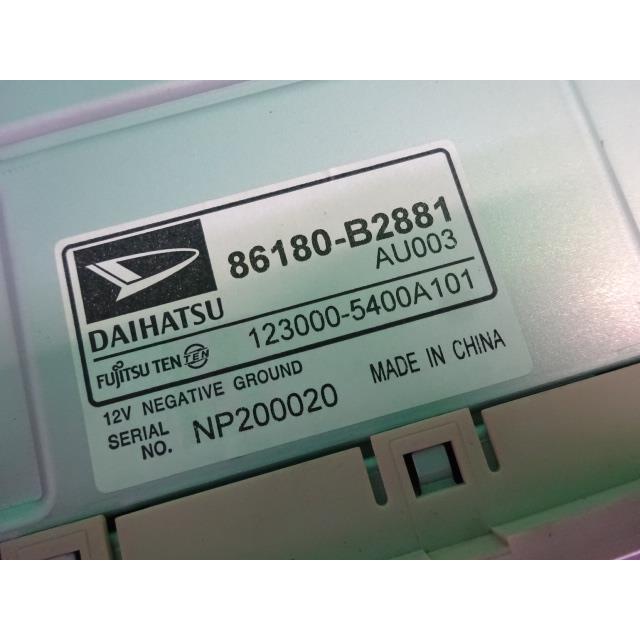 86180-B2881
AU003
DAIHATSU
123000-5400A101
FUJITSU TEN TEN
12V NEGATIVE GROUND
SERIAL NO. NP200020
MADE IN CHINA